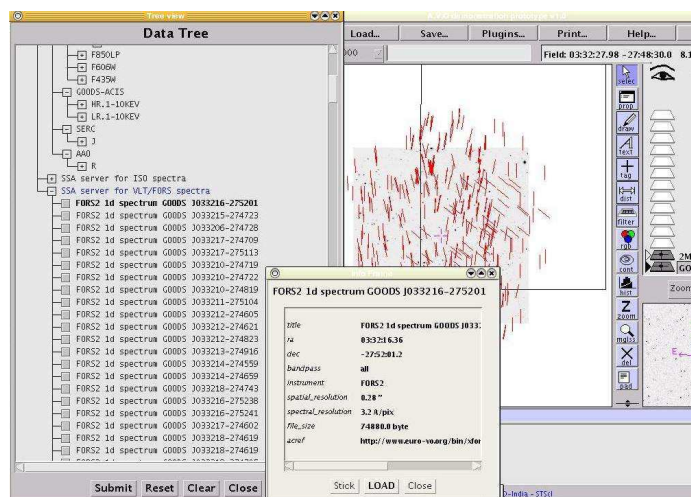 Tree view
Data Tree
F850LP
F606W
F435W
GOODS-ACIS
HR.1-10KEV
LR.1-10KEV
SERC
J
AAO
R
SSA server for ISO spectra
SSA server for VLT/FORS spectra
FORS2 1d spectrum GOODS J033216-275201
FORS2 1d spectrum GOODS J033215-274723
FORS2 1d spectrum GOODS J033206-274728
FORS2 1d spectrum GOODS J033217-274709
FORS2 1d spectrum GOODS J033217-275113
FORS2 1d spectrum GOODS J033210-274719
FORS2 1d spectrum GOODS J033210-274722
FORS2 1d spectrum GOODS J033210-274819
FORS2 1d spectrum GOODS J033211-275104
FORS2 1d spectrum GOODS J033212-274605
FORS2 1d spectrum GOODS J033212-274621
FORS2 1d spectrum GOODS J033212-274823
FORS2 1d spectrum GOODS J033213-274916
FORS2 1d spectrum GOODS J033214-274559
FORS2 1d spectrum GOODS J033214-274659
FORS2 1d spectrum GOODS J033218-274743
FORS2 1d spectrum GOODS J033216-275238
FORS2 1d spectrum GOODS J033216-275241
FORS2 1d spectrum GOODS J033217-274602
FORS2 1d spectrum GOODS J033218-274619
FORS2 1d spectrum GOODS J033218-274619
Submit Reset Clear Close
Load... Save... Plugins... Print... Help...
000 Field: 03:32:27.98 -27:48:30.0 8.1
selec
prop
draw
text
tag
dist
filter
rgb
cont
hist
zoom
mglss
del
pad
2M
GO
Zoom
E
FORS2 1d spectrum GOODS J033216-275201
title FORS2 1d spectrum GOODS J033
ra 03:32:16.36
dec -27:52:01.2
bandpass all
instrument FORS2
spatial_resolution 0.28 "
spectral_resolution 3.2 A/pix
file_size 74880.0 byte
acref http://www.euro-vo.org/bin/xfor
Stick LOAD Close
D-India - STScI